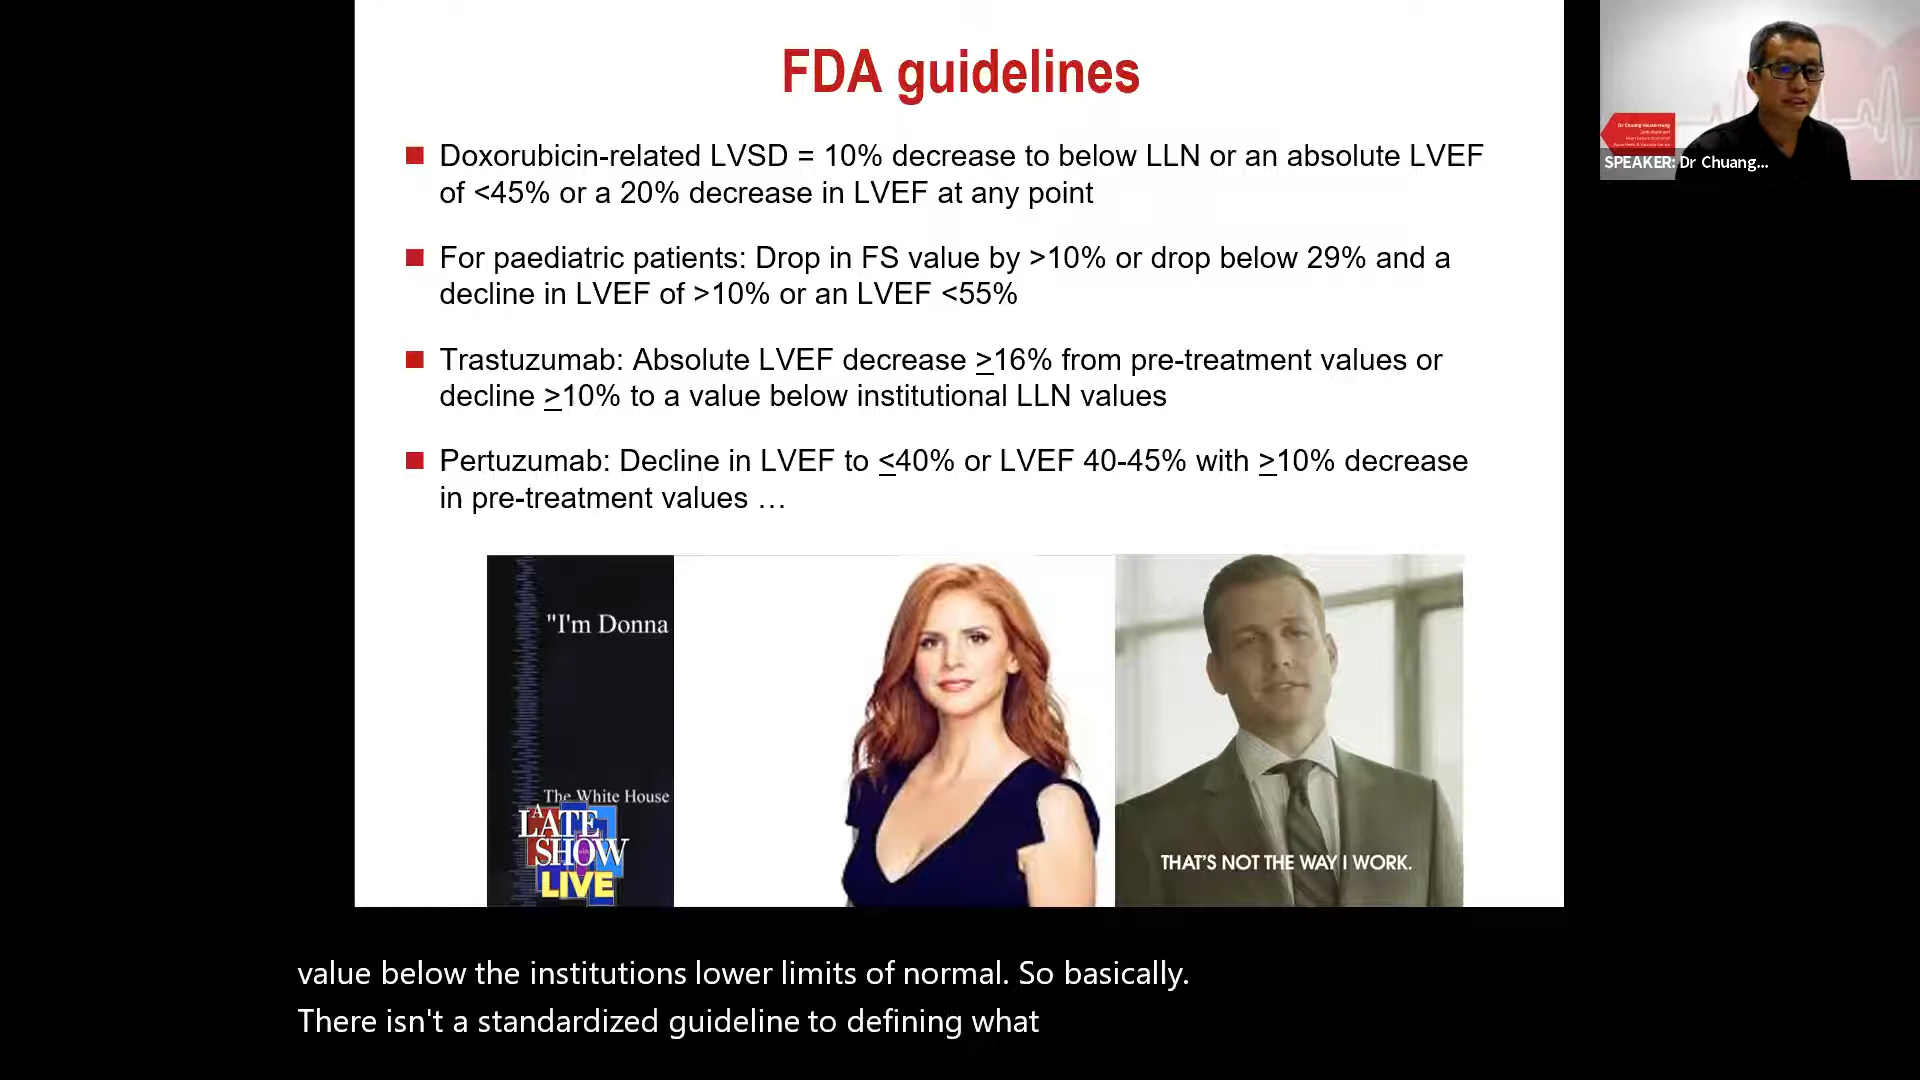 FDA guidelines
Doxorubicin-related LVSD = 10% decrease to below LLN or an absolute LVEF
of <45% or a 20% decrease in LVEF at any point
For paediatric patients: Drop in FS value by >10% or drop below 29% and a
decline in LVEF of >10% or an LVEF <55%
Trastuzumab: Absolute LVEF decrease ≥16% from pre-treatment values or
decline ≥10% to a value below institutional LLN values
Pertuzumab: Decline in LVEF to ≤40% or LVEF 40-45% with ≥10% decrease
in pre-treatment values …
"I'm Donna
The White House
A
LATE
SHOW
LIVE
THAT'S NOT THE WAY I WORK.
Dr Chuang Hsuan-Hung
SPEAKER: Dr Chuang...
value below the institutions lower limits of normal. So basically.
There isn't a standardized guideline to defining what